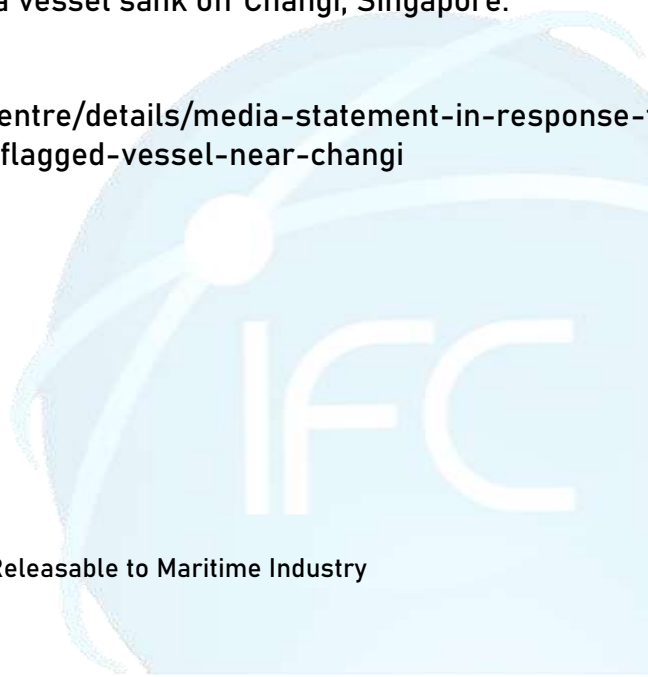 a vessel sank off Changi, Singapore.
entre/details/media-statement-in-response-
flagged-vessel-near-changi
IFC
Releasable to Maritime Industry